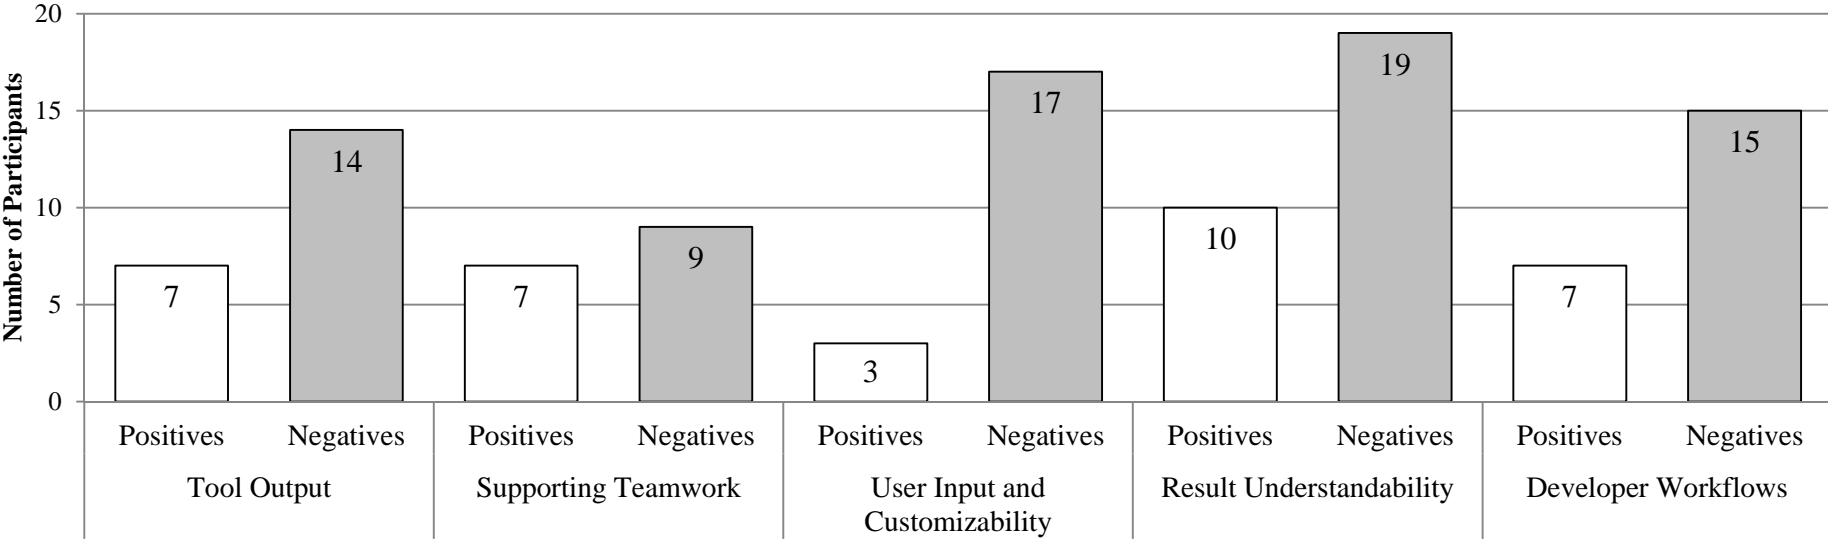 Number of Participants
20
15
10
5
0
7
14
7
9
3
17
10
19
7
15
Positives
Negatives
Positives
Negatives
Positives
Negatives
Positives
Negatives
Positives
Negatives
Tool Output
Supporting Teamwork
User Input and
Customizability
Result Understandability
Developer Workflows